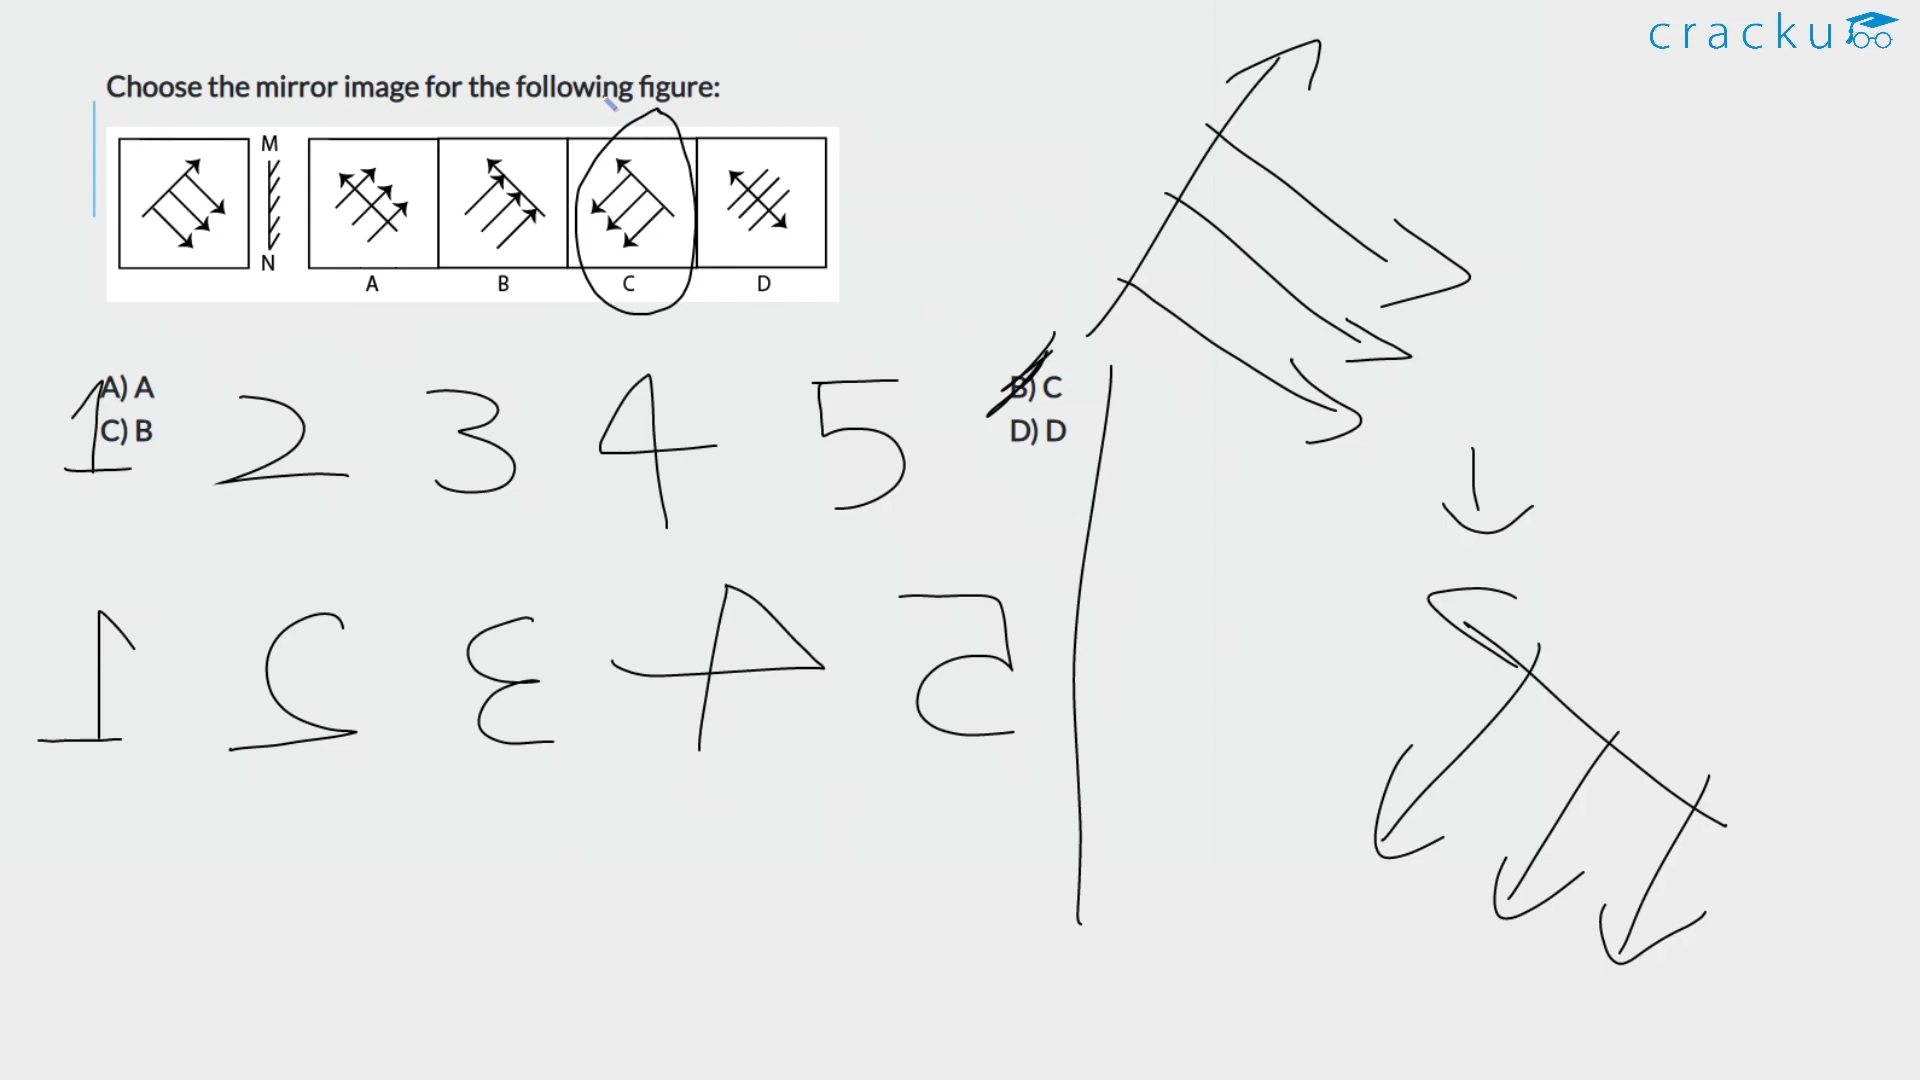 cracku
Choose the mirror image for the following figure:
M
N
A B C D
A) A B) C
C) B D) D
1 2 3 4 5